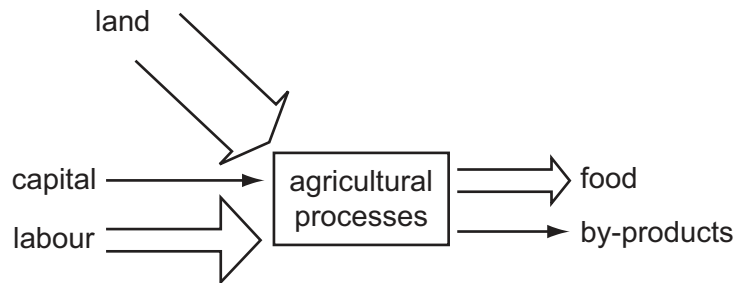 land
capital
labour
agricultural
processes
food
by-products